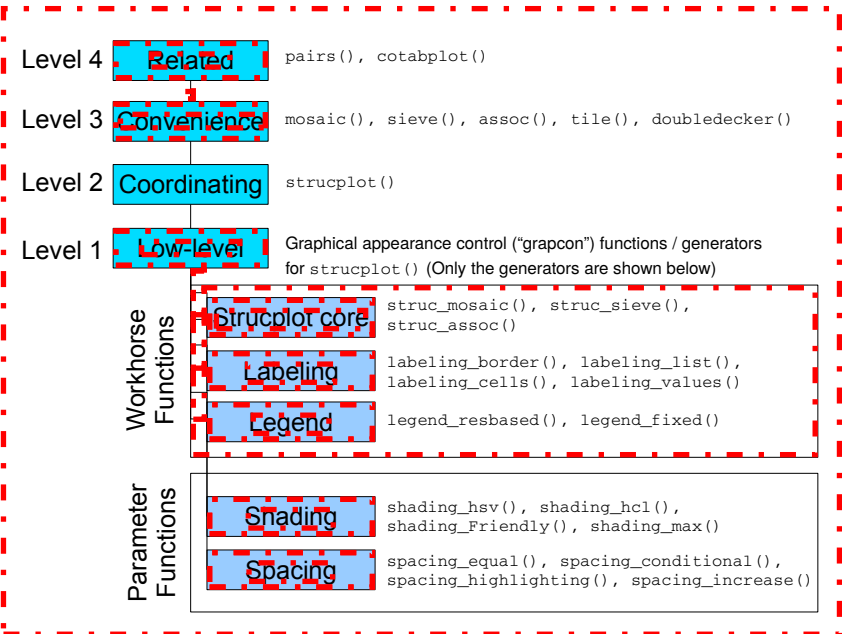 Level 4 Related pairs(), cotabplot()
Level 3 Convenience mosaic(), sieve(), assoc(), tile(), doubledecker()
Level 2 Coordinating strucplot()
Level 1 Low-level Graphical appearance control (“grapcon”) functions / generators
for strucplot() (Only the generators are shown below)
Workhorse
Functions
Strucplot core struc_mosaic(), struc_sieve(),
struc_assoc()
Labeling labeling_border(), labeling_list(),
labeling_cells(), labeling_values()
Legend legend_resbased(), legend_fixed()
Parameter
Functions
Shading shading_hsv(), shading_hcl(),
shading_Friendly(), shading_max()
Spacing spacing_equal(), spacing_conditional(),
spacing_highlighting(), spacing_increase()